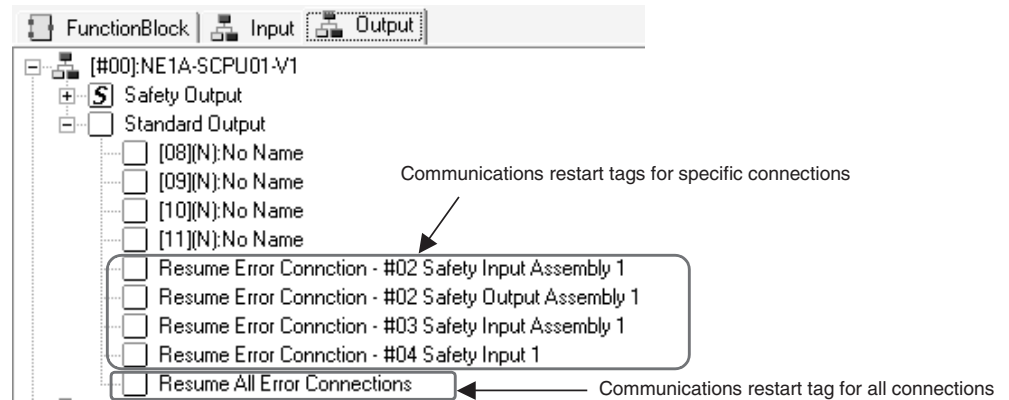 FunctionBlock Input Output
[#00]:NE1A-SCPU01-V1
S Safety Output
Standard Output
[08](N):No Name
[09](N):No Name
Communications restart tags for specific connections
[10](N):No Name
[11](N):No Name
Resume Error Connction - #02 Safety Input Assembly 1
Resume Error Connction - #02 Safety Output Assembly 1
Resume Error Connction - #03 Safety Input Assembly 1
Resume Error Connction - #04 Safety Input 1
Resume All Error Connections
Communications restart tag for all connections